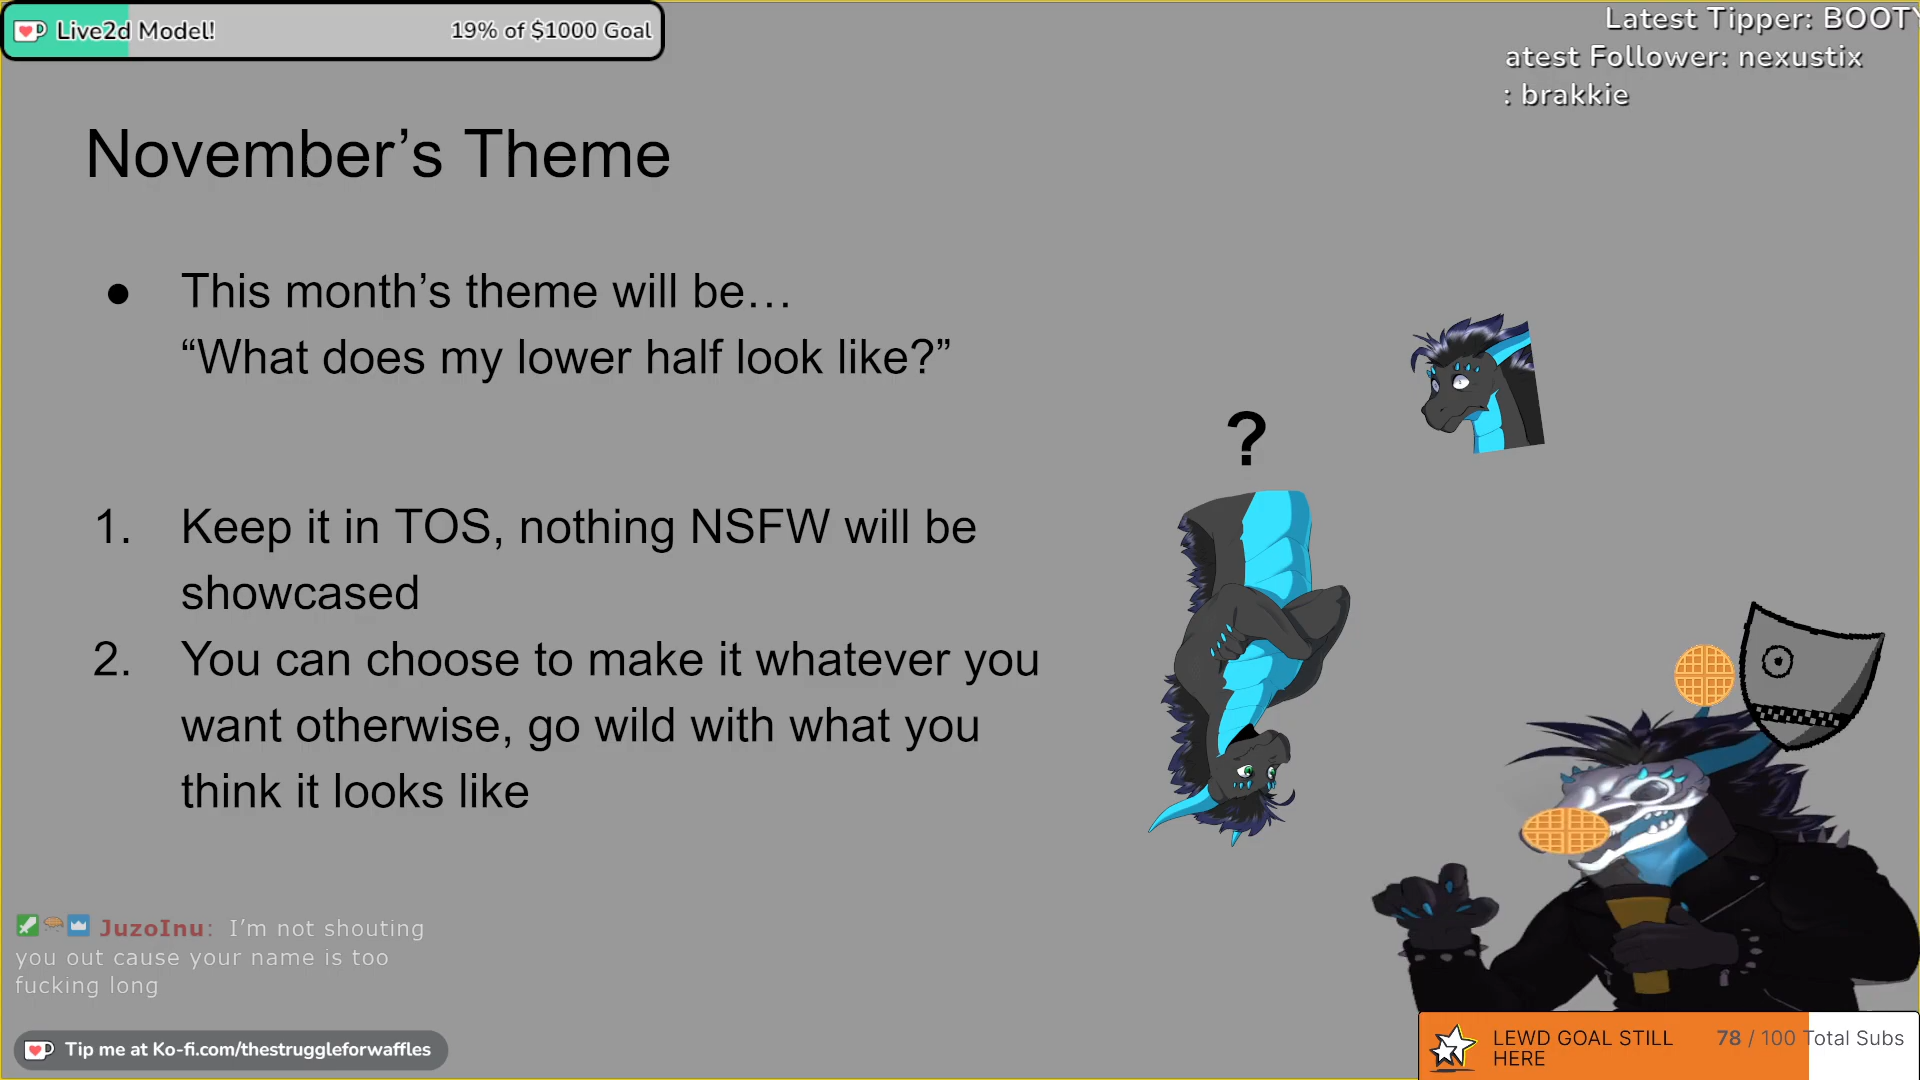 Live2d Model!
19% of $1000 Goal
Latest Tipper: BOOTY
atest Follower: nexustix
: brakkie
November’s Theme
● This month’s theme will be…
“What does my lower half look like?”
?
1. Keep it in TOS, nothing NSFW will be
showcased
2. You can choose to make it whatever you
want otherwise, go wild with what you
think it looks like
JuzoInu: I’m not shouting
you out cause your name is too
fucking long
Tip me at Ko-fi.com/thestruggleforwaffles
LEWD GOAL STILL
HERE
78 / 100 Total Subs